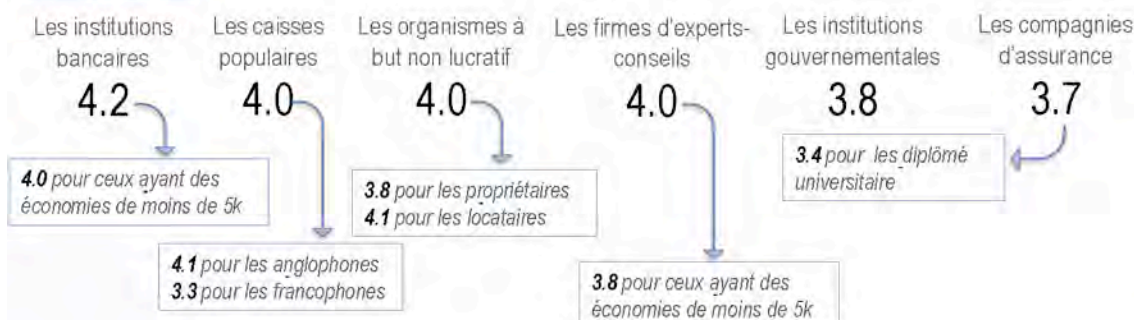 Les institutions
bancaires
4.2
Les caisses
populaires
4.0
Les organismes à
but non lucratif
4.0
Les firmes d'experts-
conseils
4.0
Les institutions
gouvernementales
3.8
Les compagnies
d'assurance
3.7
4.0 pour ceux ayant des
économies de moins de 5k
4.1 pour les anglophones
3.3 pour les francophones
3.8 pour les propriétaires
4.1 pour les locataires
3.8 pour ceux ayant des
économies de moins de 5k
3.4 pour les diplômé
universitaire